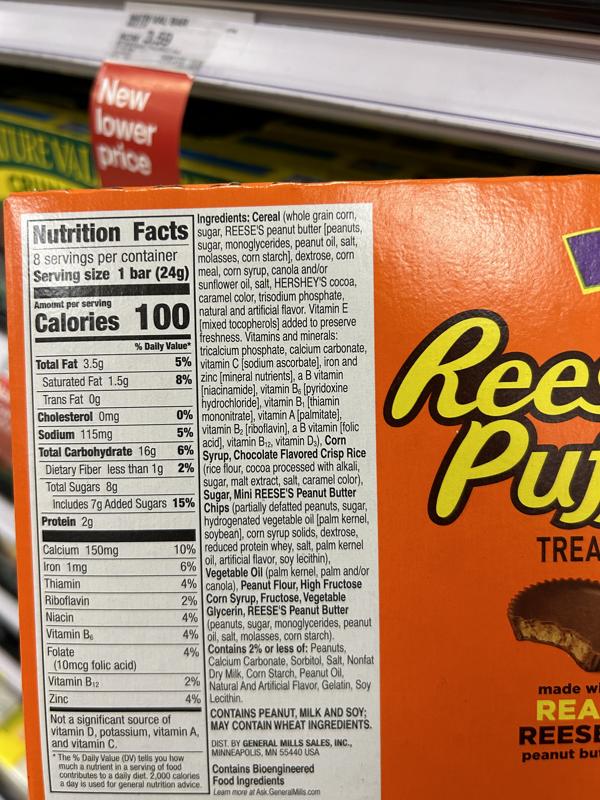 3.59
New
lower
price
TURE VAL
Nutrition Facts
8 servings per container
Serving size 1 bar (24g)
Amount per serving
Calories 100
% Daily Value*
Total Fat 3.5g 5%
Saturated Fat 1.5g 8%
Trans Fat 0g
Cholesterol 0mg 0%
Sodium 115mg 5%
Total Carbohydrate 16g 6%
Dietary Fiber less than 1g 2%
Total Sugars 8g
Includes 7g Added Sugars 15%
Protein 2g
Calcium 150mg 10%
Iron 1mg 6%
Thiamin 4%
Riboflavin 2%
Niacin 4%
Vitamin B₆ 4%
Folate 4%
(10mcg folic acid)
Vitamin B₁₂ 2%
Zinc 4%
Not a significant source of
vitamin D, potassium, vitamin A,
and vitamin C.
* The % Daily Value (DV) tells you how
much a nutrient in a serving of food
contributes to a daily diet. 2,000 calories
a day is used for general nutrition advice.
Ingredients: Cereal (whole grain corn,
sugar, REESE'S peanut butter [peanuts,
sugar, monoglycerides, peanut oil, salt,
molasses, corn starch], dextrose, corn
meal, corn syrup, canola and/or
sunflower oil, salt, HERSHEY'S cocoa,
caramel color, trisodium phosphate,
natural and artificial flavor. Vitamin E
[mixed tocopherols] added to preserve
freshness. Vitamins and minerals:
tricalcium phosphate, calcium carbonate,
vitamin C [sodium ascorbate], iron and
zinc [mineral nutrients], a B vitamin
[niacinamide], vitamin B₆ [pyridoxine
hydrochloride], vitamin B₁ [thiamin
mononitrate], vitamin A [palmitate],
vitamin B₂ [riboflavin], a B vitamin [folic
acid], vitamin B₁₂, vitamin D₃), Corn
Syrup, Chocolate Flavored Crisp Rice
(rice flour, cocoa processed with alkali,
sugar, malt extract, salt, caramel color),
Sugar, Mini REESE'S Peanut Butter
Chips (partially defatted peanuts, sugar,
hydrogenated vegetable oil [palm kernel,
soybean], corn syrup solids, dextrose,
reduced protein whey, salt, palm kernel
oil, artificial flavor, soy lecithin),
Vegetable Oil (palm kernel, palm and/or
canola), Peanut Flour, High Fructose
Corn Syrup, Fructose, Vegetable
Glycerin, REESE'S Peanut Butter
(peanuts, sugar, monoglycerides, peanut
oil, salt, molasses, corn starch).
Contains 2% or less of: Peanuts,
Calcium Carbonate, Sorbitol, Salt, Nonfat
Dry Milk, Corn Starch, Peanut Oil,
Natural And Artificial Flavor, Gelatin, Soy
Lecithin.
CONTAINS PEANUT, MILK AND SOY;
MAY CONTAIN WHEAT INGREDIENTS.
DIST. BY GENERAL MILLS SALES, INC.,
MINNEAPOLIS, MN 55440 USA
Contains Bioengineered
Food Ingredients
Learn more at Ask.GeneralMills.com
Rees
Puf
TREA
made wi
REA
REESE
peanut but